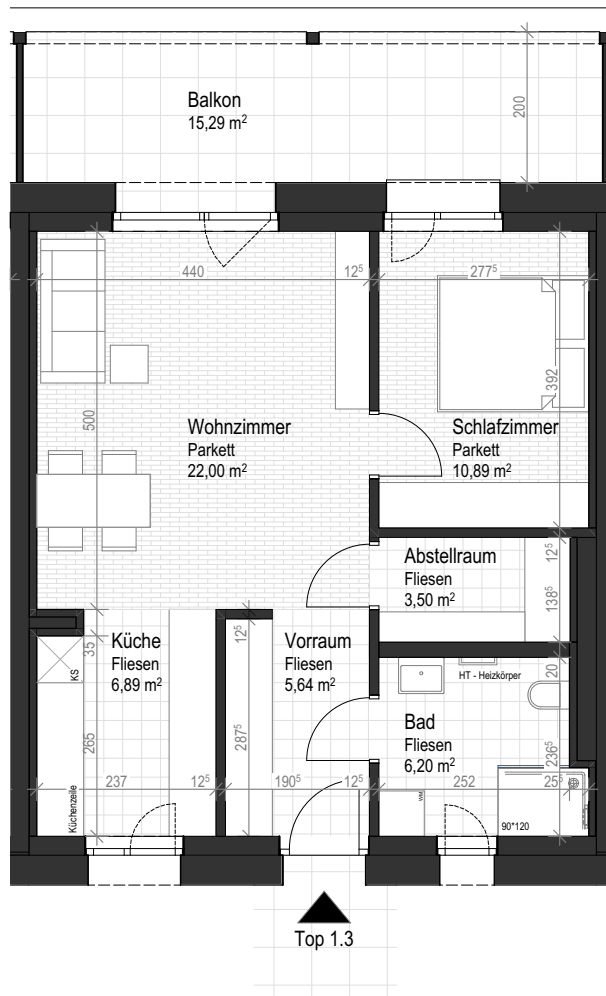 Balkon
15,29 m²
200
440
12⁵
277⁵
392
500
Wohnzimmer
Parkett
22,00 m²
Schlafzimmer
Parkett
10,89 m²
Abstellraum
Fliesen
3,50 m²
12⁵
138⁵
35
KS
Küche
Fliesen
6,89 m²
12⁵
Vorraum
Fliesen
5,64 m²
HT - Heizkörper
20
Bad
Fliesen
6,20 m²
265
287⁵
236⁵
237
12⁵
190⁵
12⁵
252
25⁵
Küchenzeile
WM
90*120
Top 1.3